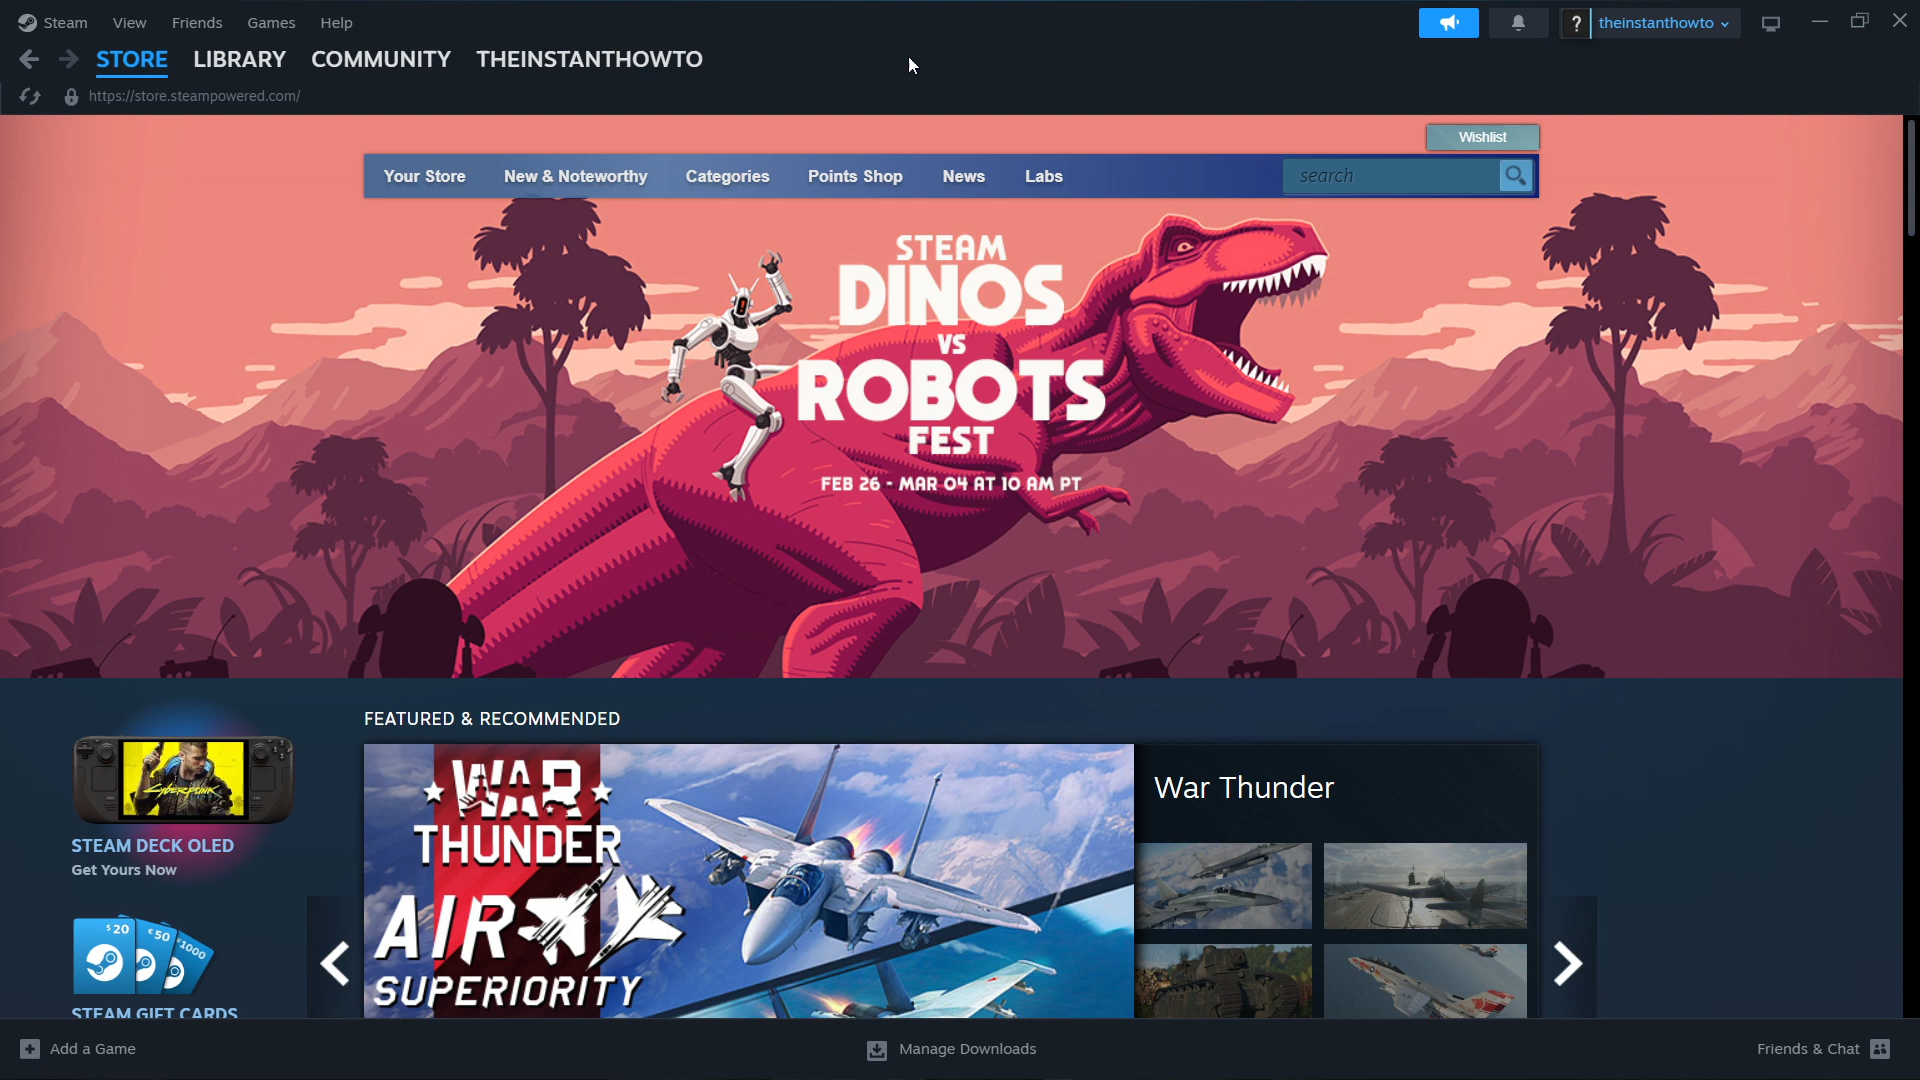 Steam View Friends Games Help
? theinstanthowto
STORE LIBRARY COMMUNITY THEINSTANTHOWTO
https://store.steampowered.com/
Wishlist
Your Store New & Noteworthy Categories Points Shop News Labs search
STEAM
DINOS
VS
ROBOTS
FEST
FEB 26 - MAR 04 AT 10 AM PT
FEATURED & RECOMMENDED
WAR
THUNDER
AIR
SUPERIORITY
War Thunder
Cyberpunk
STEAM DECK OLED
Get Yours Now
$20 €50 ¥1000
STEAM GIFT CARDS
Add a Game Manage Downloads Friends & Chat